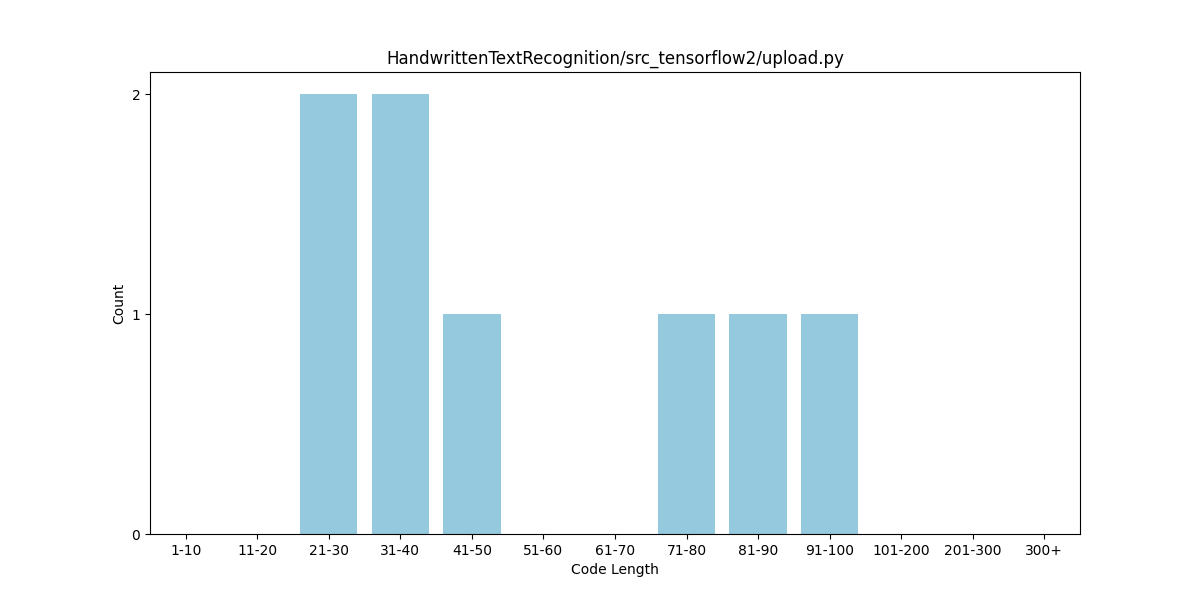 HandwrittenTextRecognition/src_tensorflow2/upload.py
2
1
0
Count
1-10 11-20 21-30 31-40 41-50 51-60 61-70 71-80 81-90 91-100 101-200 201-300 300+
Code Length